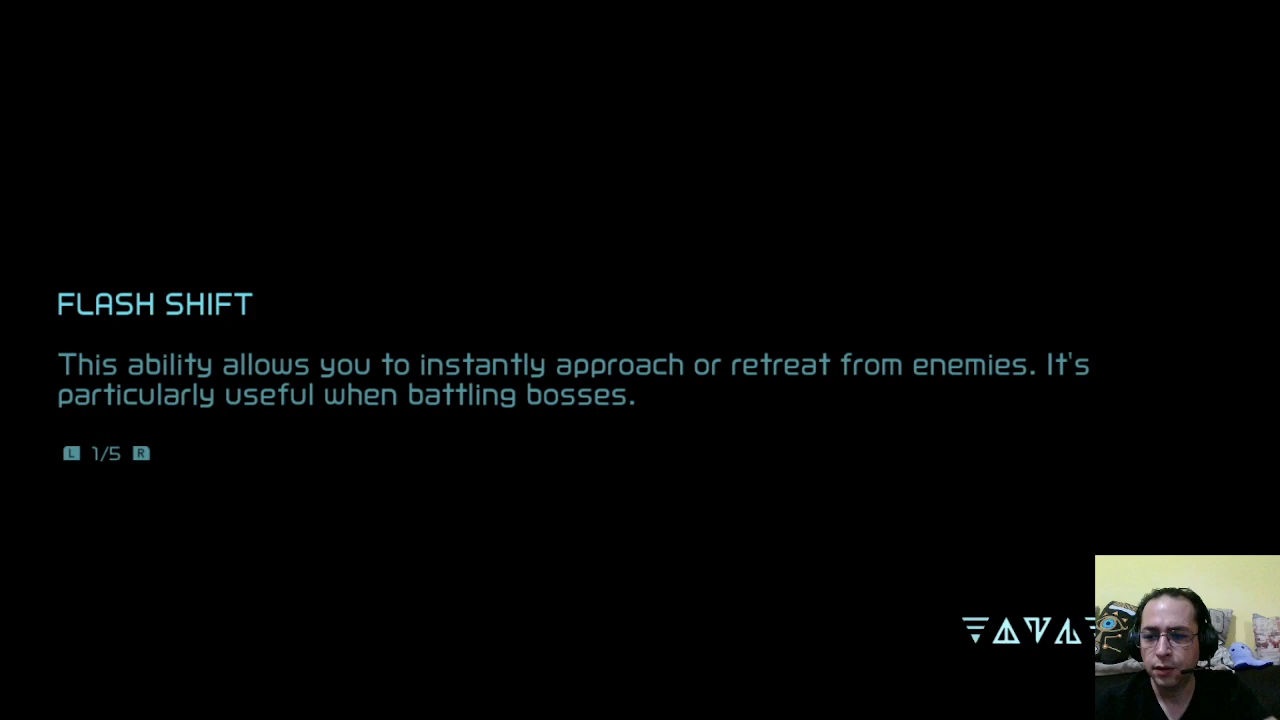 FLASH SHIFT
This ability allows you to instantly approach or retreat from enemies. It's
particularly useful when battling bosses.
L 1/5 R